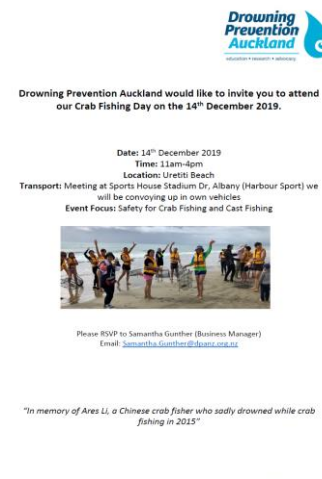 Drowning
Prevention
Auckland
education • research • advocacy
Drowning Prevention Auckland would like to invite you to attend
our Crab Fishing Day on the 14th December 2019.
Date: 14th December 2019
Time: 11am-4pm
Location: Uretiti Beach
Transport: Meeting at Sports House Stadium Dr, Albany (Harbour Sport) we
will be convoying up in own vehicles
Event Focus: Safety for Crab Fishing and Cast Fishing
Please RSVP to Samantha Gunther (Business Manager)
Email: Samantha.Gunther@dpanz.org.nz
"In memory of Ares Li, a Chinese crab fisher who sadly drowned while crab
fishing in 2015"